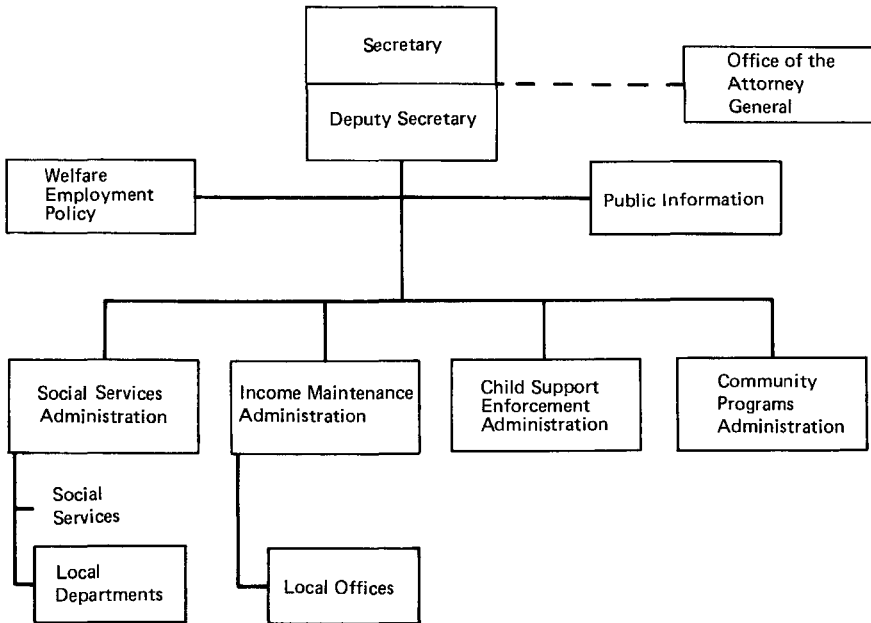 Secretary
Deputy Secretary
Office of the
Attorney
General
Welfare
Employment
Policy
Public Information
Social Services
Administration
Income Maintenance
Administration
Child Support
Enforcement
Administration
Community
Programs
Administration
Social
Services
Local
Departments
Local Offices